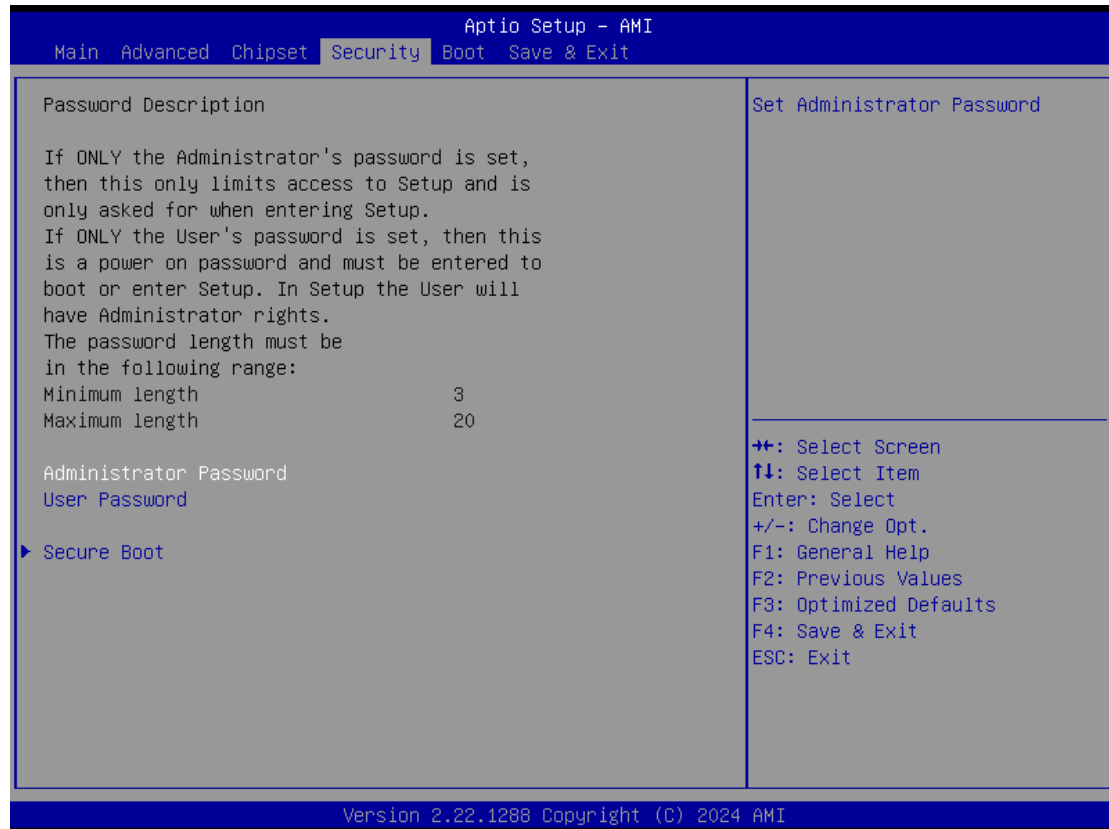 Aptio Setup - AMI
Main Advanced Chipset Security Boot Save & Exit
Password Description
If ONLY the Administrator's password is set,
then this only limits access to Setup and is
only asked for when entering Setup.
If ONLY the User's password is set, then this
is a power on password and must be entered to
boot or enter Setup. In Setup the User will
have Administrator rights.
The password length must be
in the following range:
Minimum length 3
Maximum length 20
Administrator Password
User Password
Secure Boot
Set Administrator Password
→←: Select Screen
↑↓: Select Item
Enter: Select
+/-: Change Opt.
F1: General Help
F2: Previous Values
F3: Optimized Defaults
F4: Save & Exit
ESC: Exit
Version 2.22.1288 Copyright (C) 2024 AMI